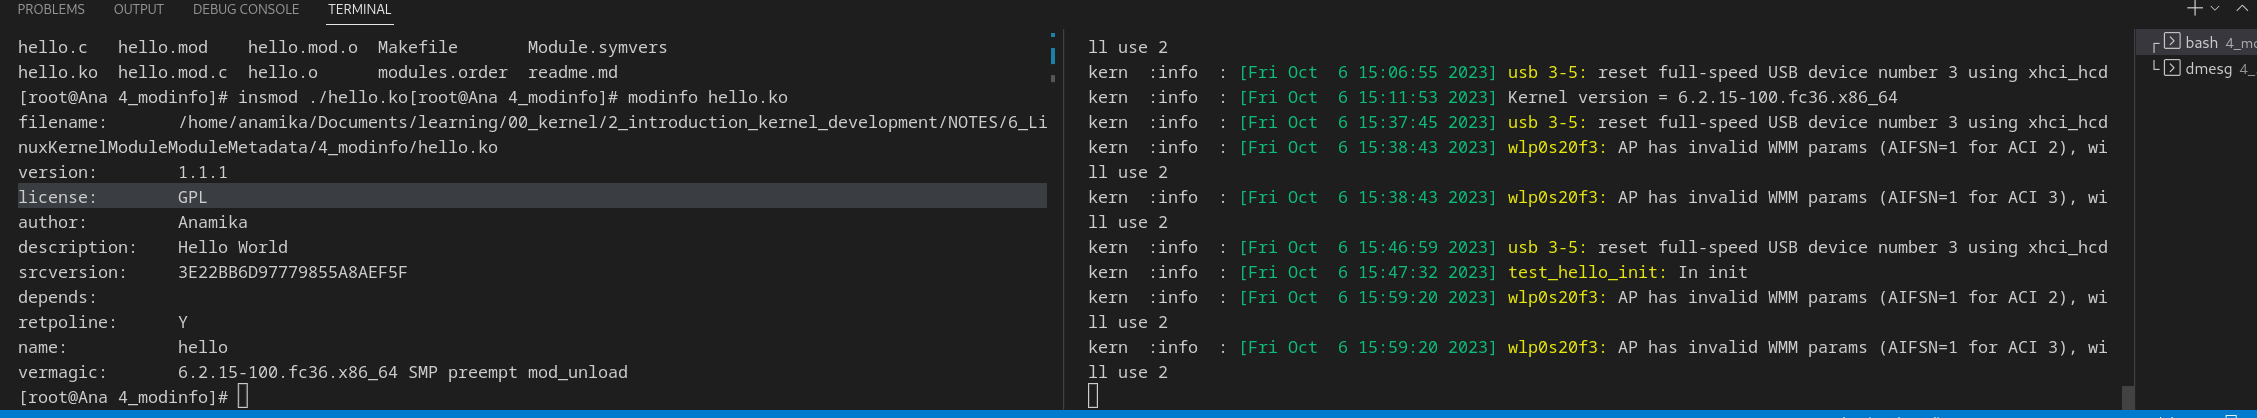 PROBLEMS OUTPUT DEBUG CONSOLE TERMINAL
hello.c hello.mod hello.mod.o Makefile Module.symvers
hello.ko hello.mod.c hello.o modules.order readme.md
[root@Ana 4_modinfo]# insmod ./hello.ko[root@Ana 4_modinfo]# modinfo hello.ko
filename: /home/anamika/Documents/learning/00_kernel/2_introduction_kernel_development/NOTES/6_Li
nuxKernelModuleModuleMetadata/4_modinfo/hello.ko
version: 1.1.1
license: GPL
author: Anamika
description: Hello World
srcversion: 3E22BB6D97779855A8AEF5F
depends:
retpoline: Y
name: hello
vermagic: 6.2.15-100.fc36.x86_64 SMP preempt mod_unload
[root@Ana 4_modinfo]#
ll use 2
kern :info : [Fri Oct 6 15:06:55 2023] usb 3-5: reset full-speed USB device number 3 using xhci_hcd
kern :info : [Fri Oct 6 15:11:53 2023] Kernel version = 6.2.15-100.fc36.x86_64
kern :info : [Fri Oct 6 15:37:45 2023] usb 3-5: reset full-speed USB device number 3 using xhci_hcd
kern :info : [Fri Oct 6 15:38:43 2023] wlp0s20f3: AP has invalid WMM params (AIFSN=1 for ACI 2), wi
ll use 2
kern :info : [Fri Oct 6 15:38:43 2023] wlp0s20f3: AP has invalid WMM params (AIFSN=1 for ACI 3), wi
ll use 2
kern :info : [Fri Oct 6 15:46:59 2023] usb 3-5: reset full-speed USB device number 3 using xhci_hcd
kern :info : [Fri Oct 6 15:47:32 2023] test_hello_init: In init
kern :info : [Fri Oct 6 15:59:20 2023] wlp0s20f3: AP has invalid WMM params (AIFSN=1 for ACI 2), wi
ll use 2
kern :info : [Fri Oct 6 15:59:20 2023] wlp0s20f3: AP has invalid WMM params (AIFSN=1 for ACI 3), wi
ll use 2
bash 4_mo
dmesg 4_